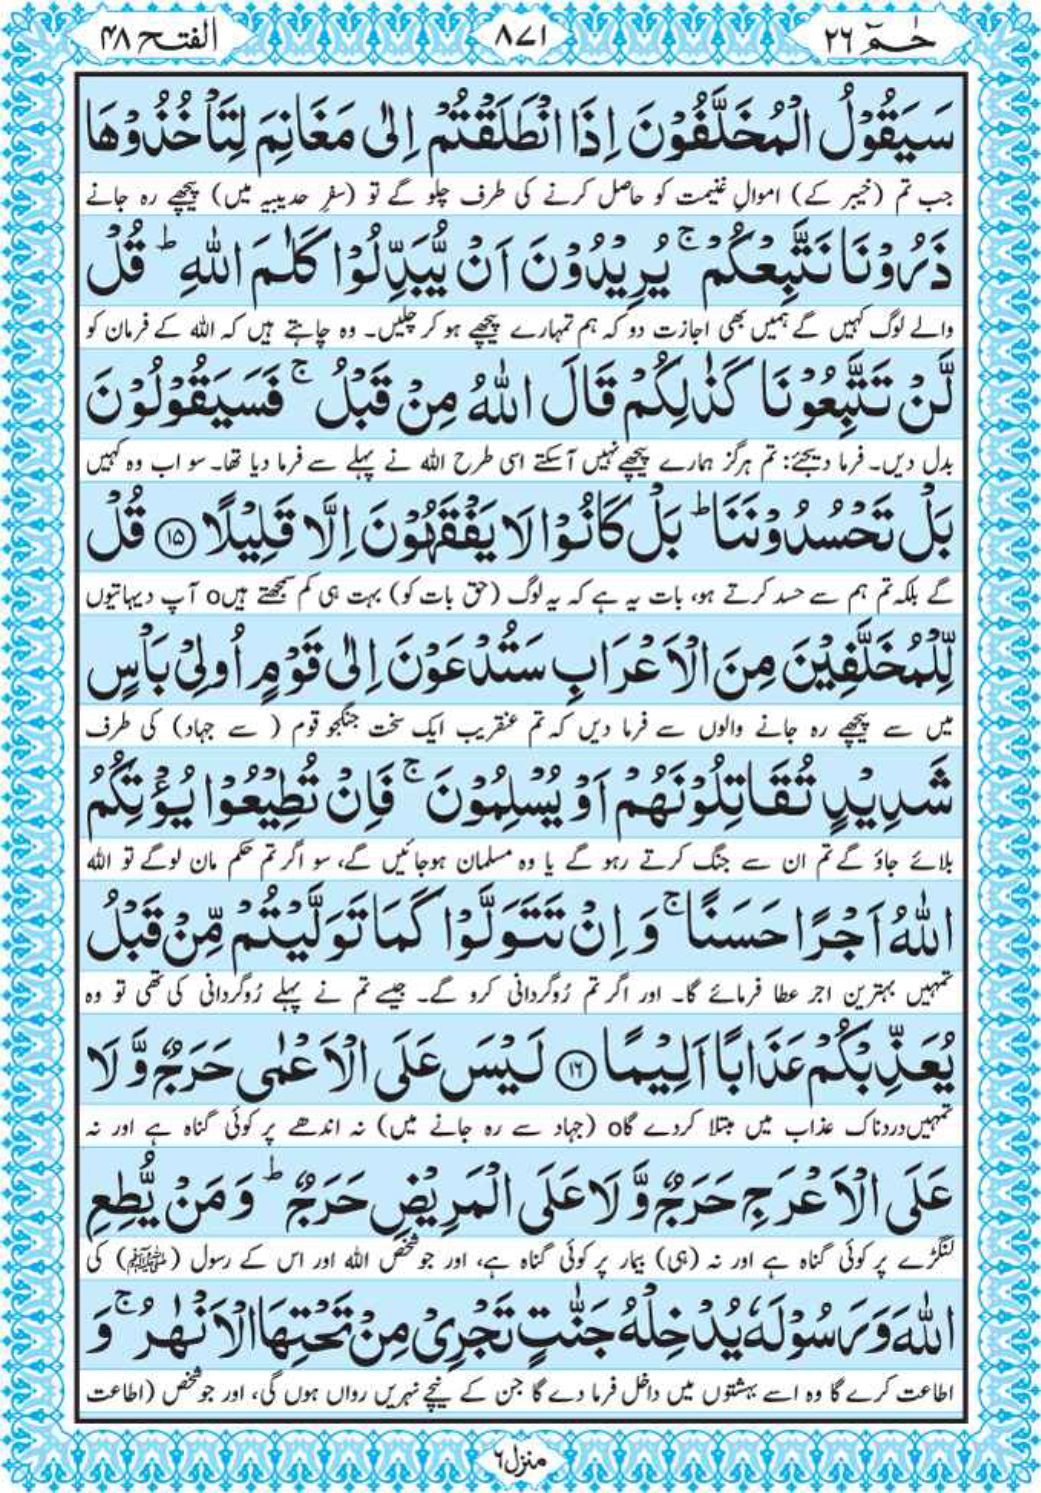 حٰمٓ ٢٦
٨٧١
الفتح ٤٨
سَيَقُوْلُ الْمُخَلَّفُوْنَ اِذَا انْطَلَقْتُمْ اِلٰى مَغَانِمَ لِتَاْخُذُوْهَا
جب تم (خیبر کے) اموالِ غنیمت کو حاصل کرنے کی طرف چلو گے تو (سفرِ حدیبیہ میں) پیچھے رہ جانے
ذَرُوْنَا نَتَّبِعْكُمْ ۚ يُرِيْدُوْنَ اَنْ يُّبَدِّلُوْا كَلٰمَ اللّٰهِ ؕ قُلْ
والے لوگ کہیں گے ہمیں بھی اجازت دو کہ ہم تمہارے پیچھے ہو کر چلیں۔ وہ چاہتے ہیں کہ اللہ کے فرمان کو
لَّنْ تَتَّبِعُوْنَا كَذٰلِكُمْ قَالَ اللّٰهُ مِنْ قَبْلُ ۚ فَسَيَقُوْلُوْنَ
بدل دیں۔ فرما دیجئے: تم ہرگز ہمارے پیچھے نہیں آسکتے اسی طرح اللہ نے پہلے سے فرما دیا تھا۔ سو اب وہ کہیں
بَلْ تَحْسُدُوْنَنَا ؕ بَلْ كَانُوْا لَا يَفْقَهُوْنَ اِلَّا قَلِيْلًا ۝١٥ قُلْ
گے بلکہ تم ہم سے حسد کرتے ہو، بات یہ ہے کہ یہ لوگ (حق بات کو) بہت ہی کم سمجھتے ہیںo آپ دیہاتیوں
لِّلْمُخَلَّفِيْنَ مِنَ الْاَعْرَابِ سَتُدْعَوْنَ اِلٰى قَوْمٍ اُولِيْ بَاْسٍ
میں سے پیچھے رہ جانے والوں سے فرما دیں کہ تم عنقریب ایک سخت جنگجو قوم ( سے جہاد) کی طرف
شَدِيْدٍ تُقَاتِلُوْنَهُمْ اَوْ يُسْلِمُوْنَ ۚ فَاِنْ تُطِيْعُوْا يُؤْتِكُمُ
بلائے جاؤ گے تم ان سے جنگ کرتے رہو گے یا وہ مسلمان ہوجائیں گے، سو اگر تم حکم مان لوگے تو اللہ
اللّٰهُ اَجْرًا حَسَنًا ۚ وَ اِنْ تَتَوَلَّوْا كَمَا تَوَلَّيْتُمْ مِّنْ قَبْلُ
تمہیں بہترین اجر عطا فرمائے گا۔ اور اگر تم رُوگردانی کرو گے۔ جیسے تم نے پہلے رُوگردانی کی تھی تو وہ
يُعَذِّبْكُمْ عَذَابًا اَلِيْمًا ۝١٦ لَيْسَ عَلَى الْاَعْمٰى حَرَجٌ وَّ لَا
تمہیں دردناک عذاب میں مبتلا کردے گاo (جہاد سے رہ جانے میں) نہ اندھے پر کوئی گناہ ہے اور نہ
عَلَى الْاَعْرَجِ حَرَجٌ وَّ لَا عَلَى الْمَرِيْضِ حَرَجٌ ؕ وَ مَنْ يُّطِعِ
لنگڑے پر کوئی گناہ ہے اور نہ (ہی) بیمار پر کوئی گناہ ہے، اور جو شخص اللہ اور اس کے رسول (ﷺ) کی
اللّٰهَ وَ رَسُوْلَهٗ يُدْخِلْهُ جَنّٰتٍ تَجْرِيْ مِنْ تَحْتِهَا الْاَنْهٰرُ ۚ وَ
اطاعت کرے گا وہ اسے بہشتوں میں داخل فرما دے گا جن کے نیچے نہریں رواں ہوں گی، اور جو شخص (اطاعت
منزل٦